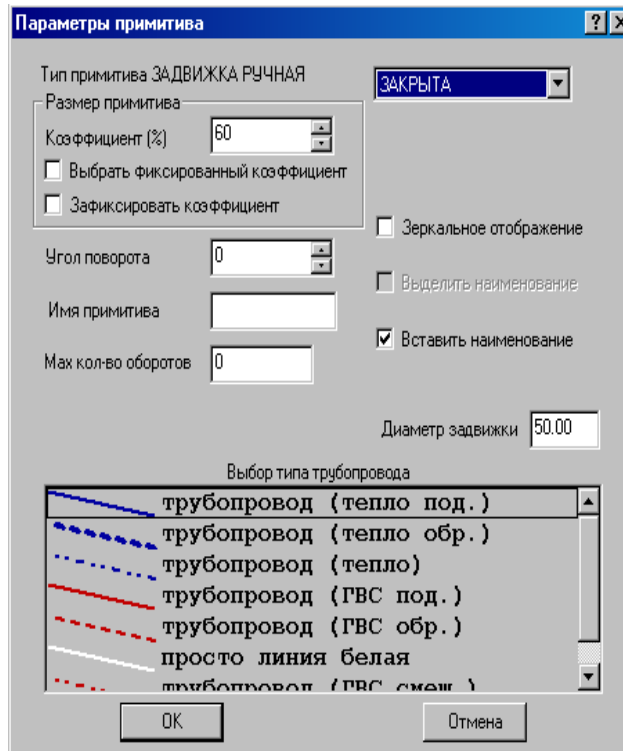 Параметры примитива
Тип примитива ЗАДВИЖКА РУЧНАЯ
ЗАКРЫТА
Размер примитива
Коэффициент (%)
60
Выбрать фиксированный коэффициент
Зафиксировать коэффициент
Зеркальное отображение
Угол поворота
0
Выделить наименование
Имя примитива
Вставить наименование
Мах кол-во оборотов
0
Диаметр задвижки
50.00
Выбор типа трубопровода
трубопровод (тепло под.)
трубопровод (тепло обр.)
трубопровод (тепло)
трубопровод (ГВС под.)
трубопровод (ГВС обр.)
просто линия белая
трубопровод (ГВС смеш.)
OK
Отмена